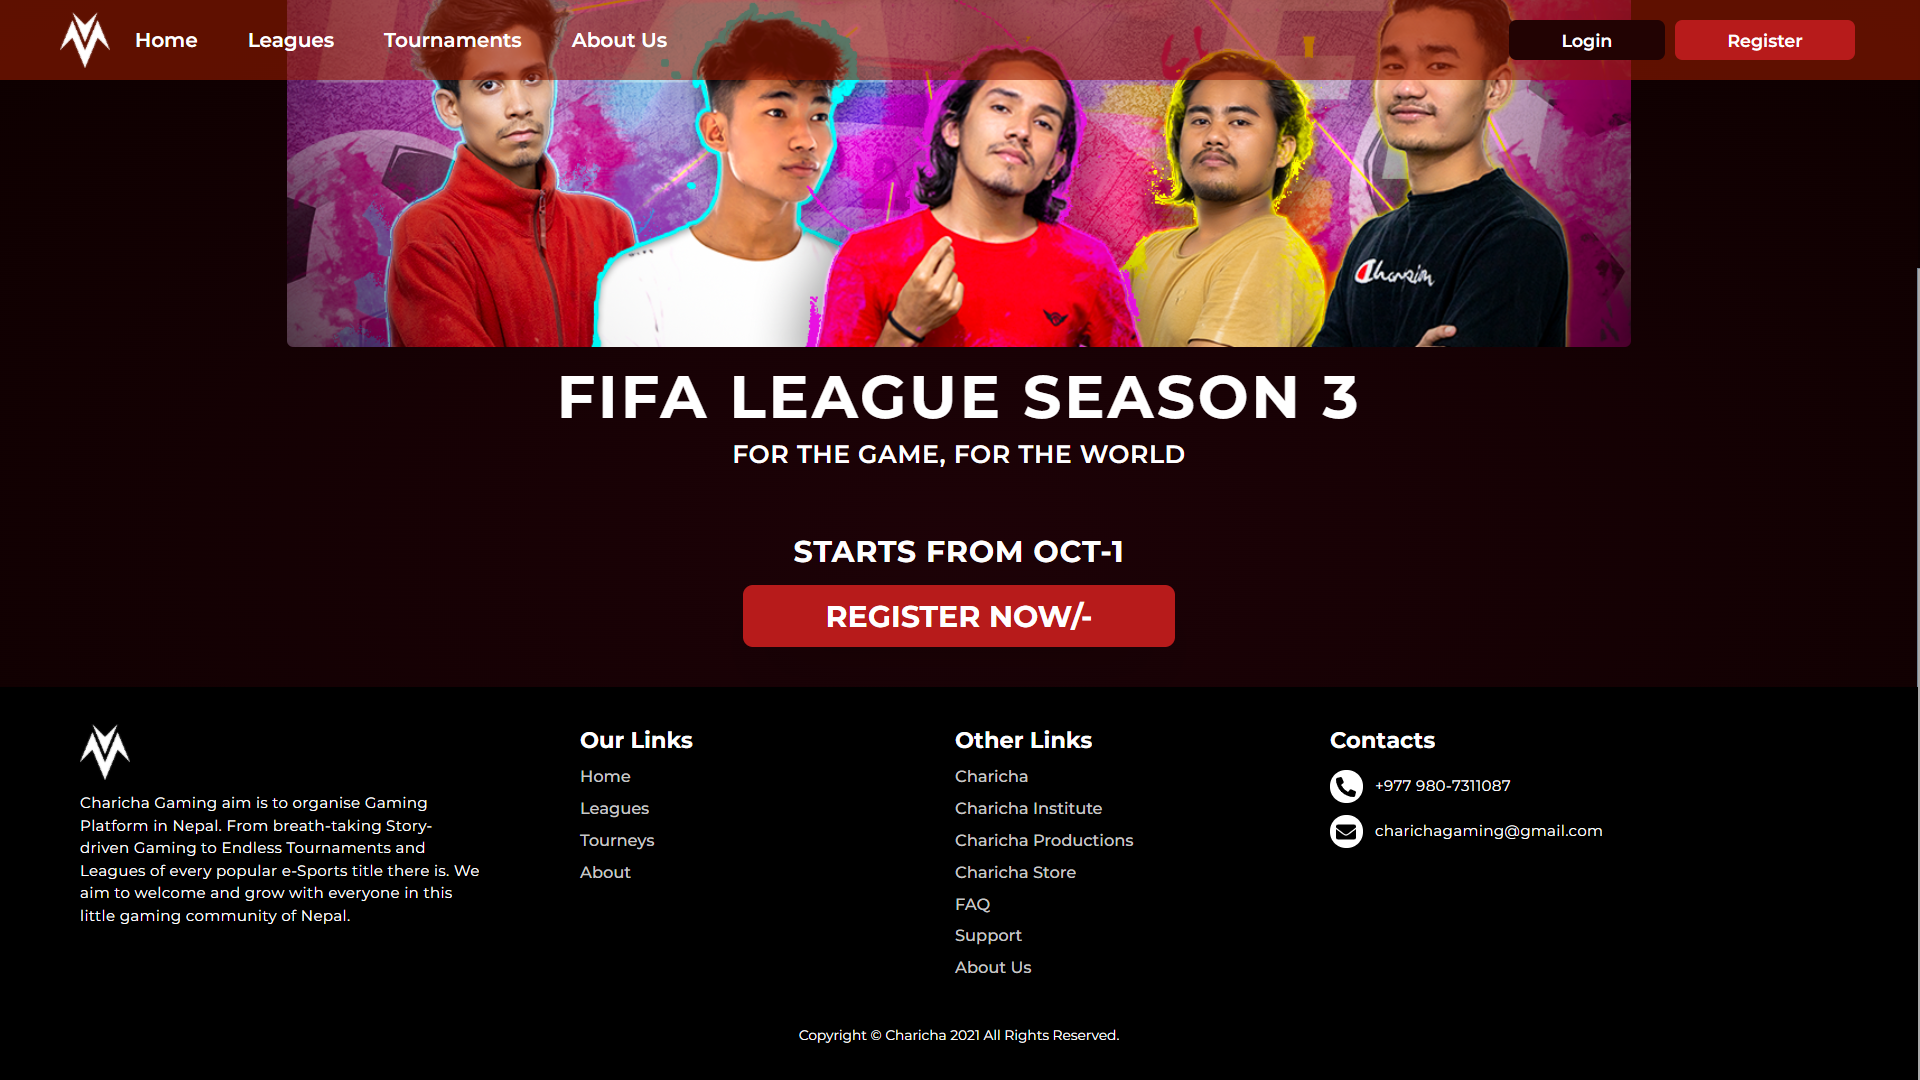 Home Leagues Tournaments About Us Login Register
Champion
FIFA LEAGUE SEASON 3
FOR THE GAME, FOR THE WORLD
STARTS FROM OCT-1
REGISTER NOW/-
Charicha Gaming aim is to organise Gaming
Platform in Nepal. From breath-taking Story-
driven Gaming to Endless Tournaments and
Leagues of every popular e-Sports title there is. We
aim to welcome and grow with everyone in this
little gaming community of Nepal.
Our Links
Home
Leagues
Tourneys
About
Other Links
Charicha
Charicha Institute
Charicha Productions
Charicha Store
FAQ
Support
About Us
Contacts
+977 980-7311087
charichagaming@gmail.com
Copyright © Charicha 2021 All Rights Reserved.